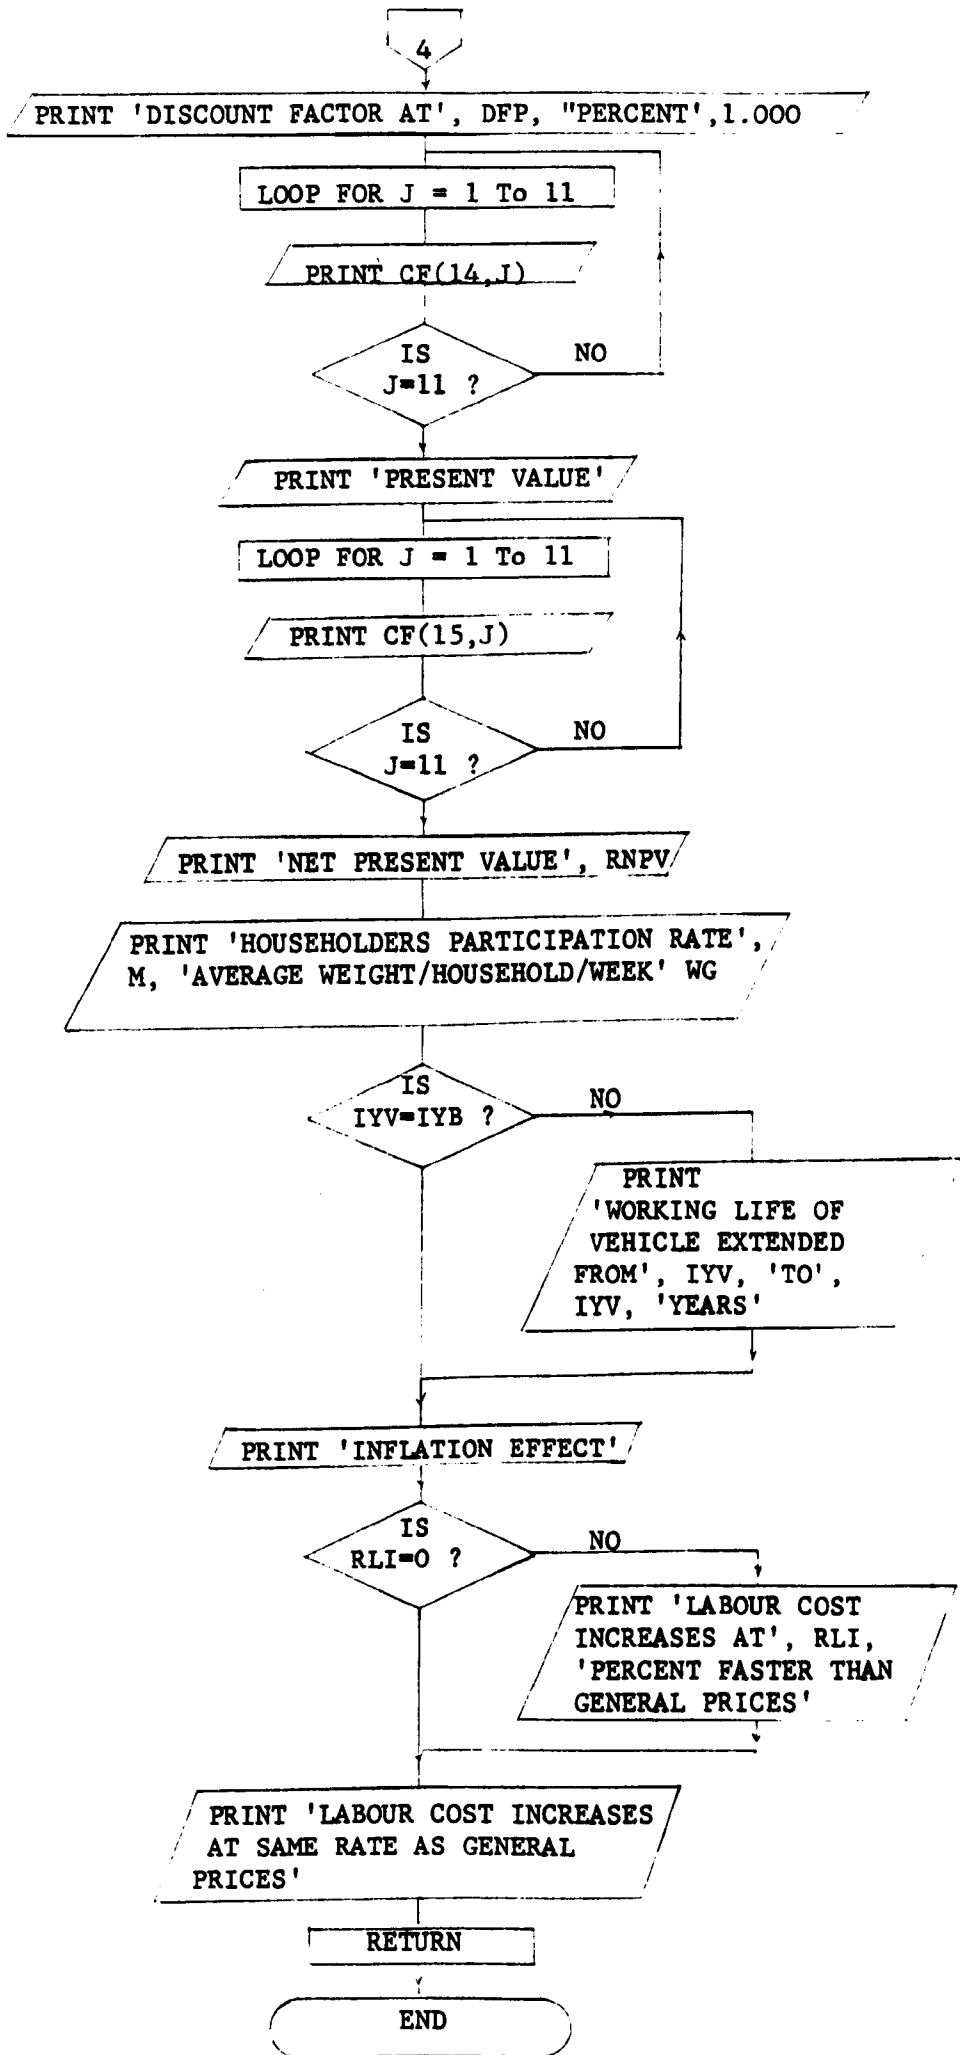 4
PRINT 'DISCOUNT FACTOR AT', DFP, "PERCENT',1.000
LOOP FOR J = 1 To 11
PRINT CF(14,J)
IS
J=11 ?
NO
PRINT 'PRESENT VALUE'
LOOP FOR J = 1 To 11
PRINT CF(15,J)
IS
J=11 ?
NO
PRINT 'NET PRESENT VALUE', RNPV
PRINT 'HOUSEHOLDERS PARTICIPATION RATE',
M, 'AVERAGE WEIGHT/HOUSEHOLD/WEEK' WG
IS
IYV=IYB ?
NO
PRINT
'WORKING LIFE OF
VEHICLE EXTENDED
FROM', IYV, 'TO',
IYV, 'YEARS'
PRINT 'INFLATION EFFECT'
IS
RLI=0 ?
NO
PRINT 'LABOUR COST
INCREASES AT', RLI,
'PERCENT FASTER THAN
GENERAL PRICES'
PRINT 'LABOUR COST INCREASES
AT SAME RATE AS GENERAL
PRICES'
RETURN
END